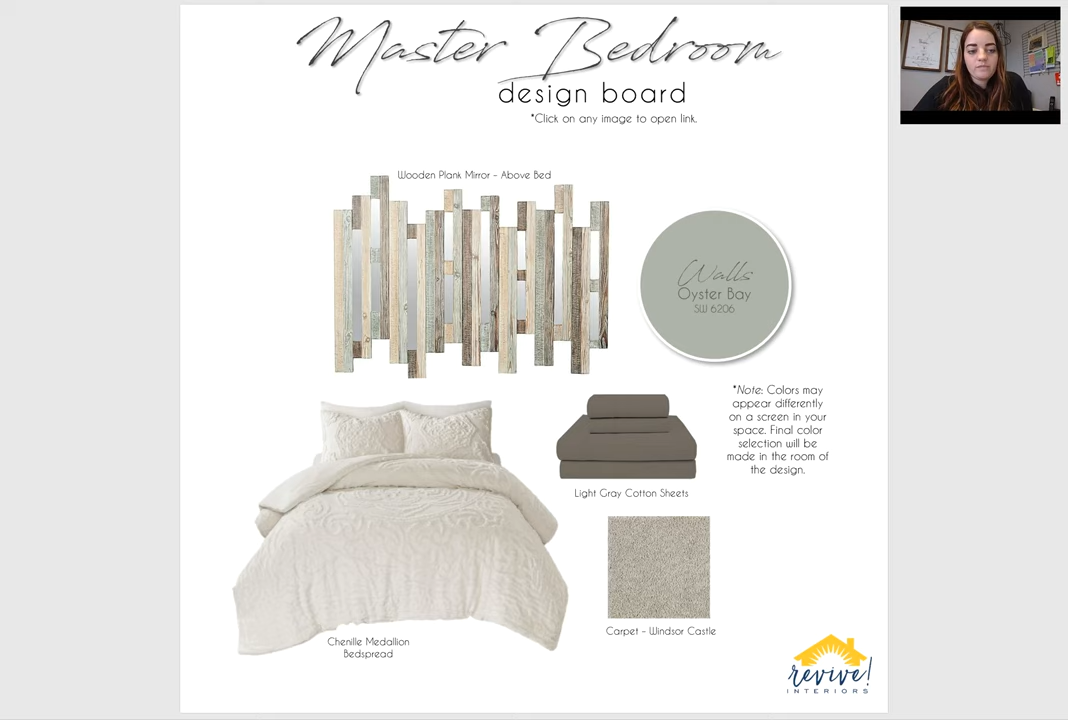 Master Bedroom
design board
*Click on any image to open link.
Wooden Plank Mirror - Above Bed
Walls
Oyster Bay
SW 6206
*Note: Colors may
appear differently
on a screen in your
space. Final color
selection will be
made in the room of
the design.
Light Gray Cotton Sheets
Carpet - Windsor Castle
Chenille Medallion
Bedspread
revive!
INTERIORS